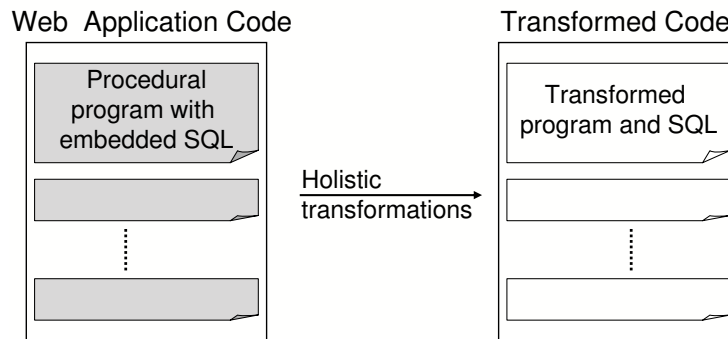 Web Application Code
Procedural
program with
embedded SQL
Holistic
transformations
Transformed Code
Transformed
program and SQL